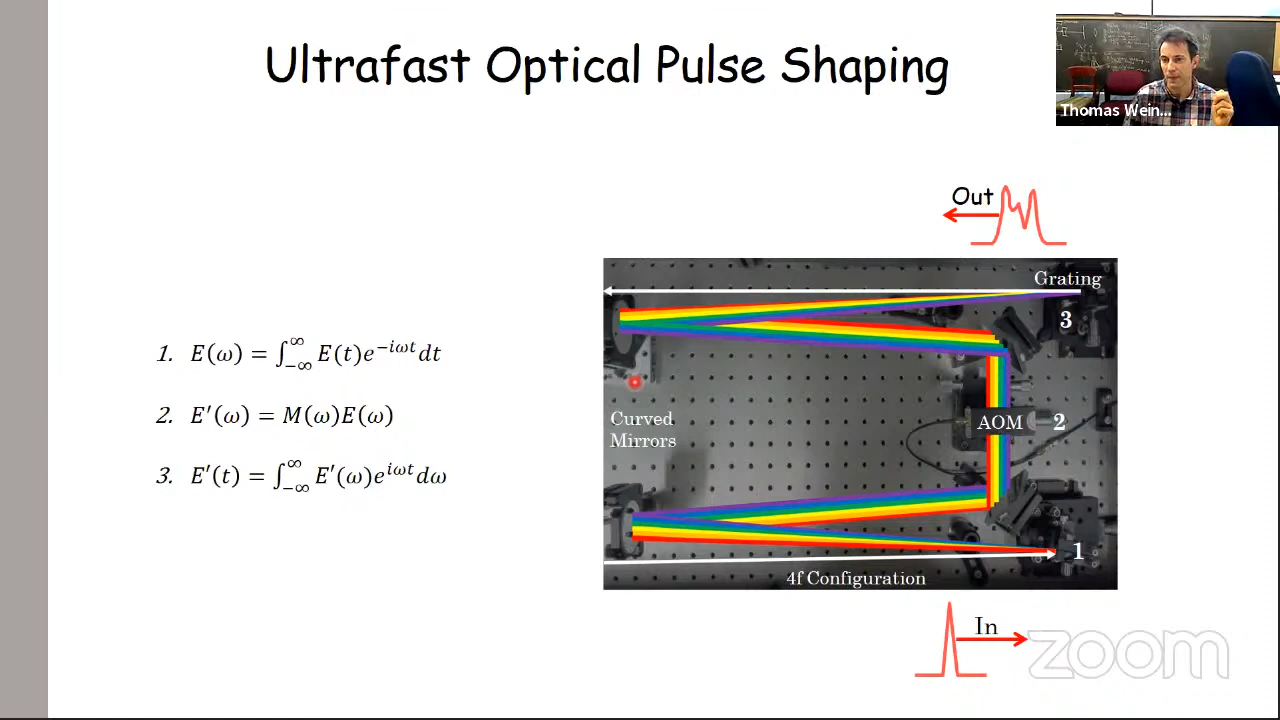 Ultrafast Optical Pulse Shaping
Thomas Wein...
Out
Grating
3
1. E(ω) = ∫_{-∞}^{∞} E(t)e^{-iωt}dt
2. E′(ω) = M(ω)E(ω)
3. E′(t) = ∫_{-∞}^{∞} E′(ω)e^{iωt}dω
Curved
Mirrors
AOM
2
1
4f Configuration
In
zoom